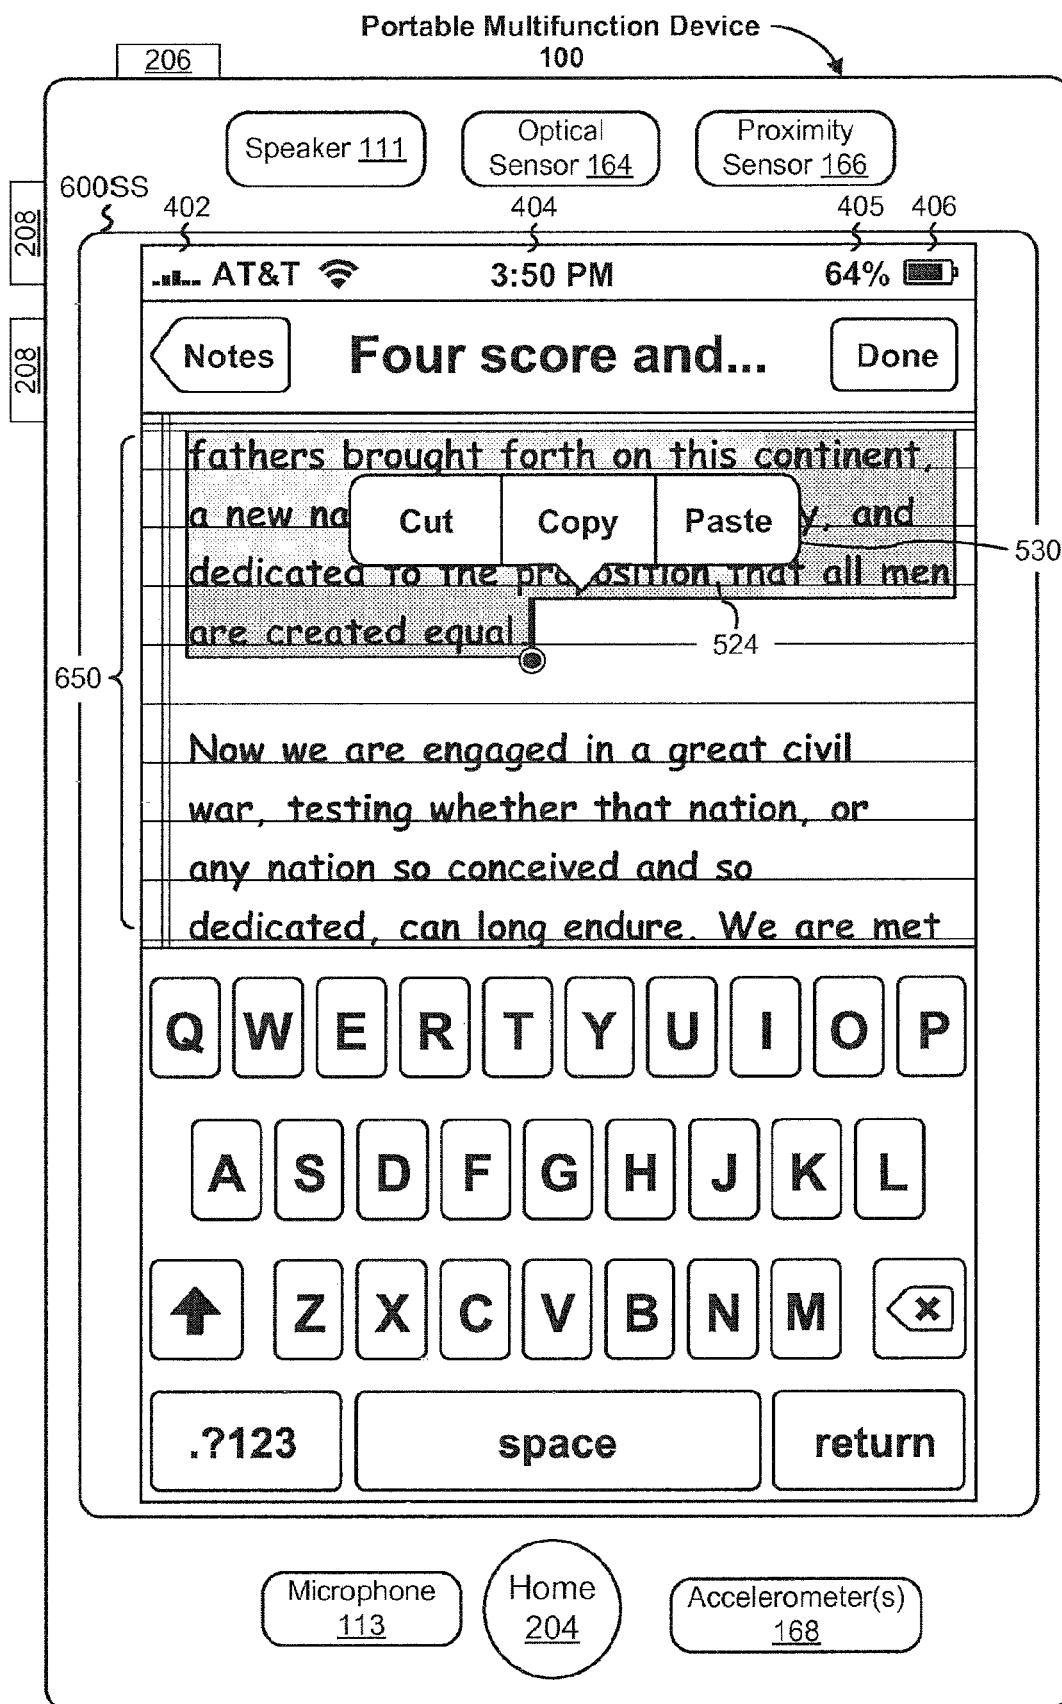 Portable Multifunction Device
100
206
Speaker 111
Optical
Sensor 164
Proximity
Sensor 166
208
208
600SS
402
404
405
406
AT&T
3:50 PM
64%
Notes
Four score and...
Done
fathers brought forth on this continent,
a new na
y, and
Cut
Copy
Paste
530
dedicated to the proposition that all men
are created equal
524
650
Now we are engaged in a great civil
war, testing whether that nation, or
any nation so conceived and so
dedicated, can long endure. We are met
Q W E R T Y U I O P
A S D F G H J K L
Z X C V B N M
.?123
space
return
Microphone
113
Home
204
Accelerometer(s)
168